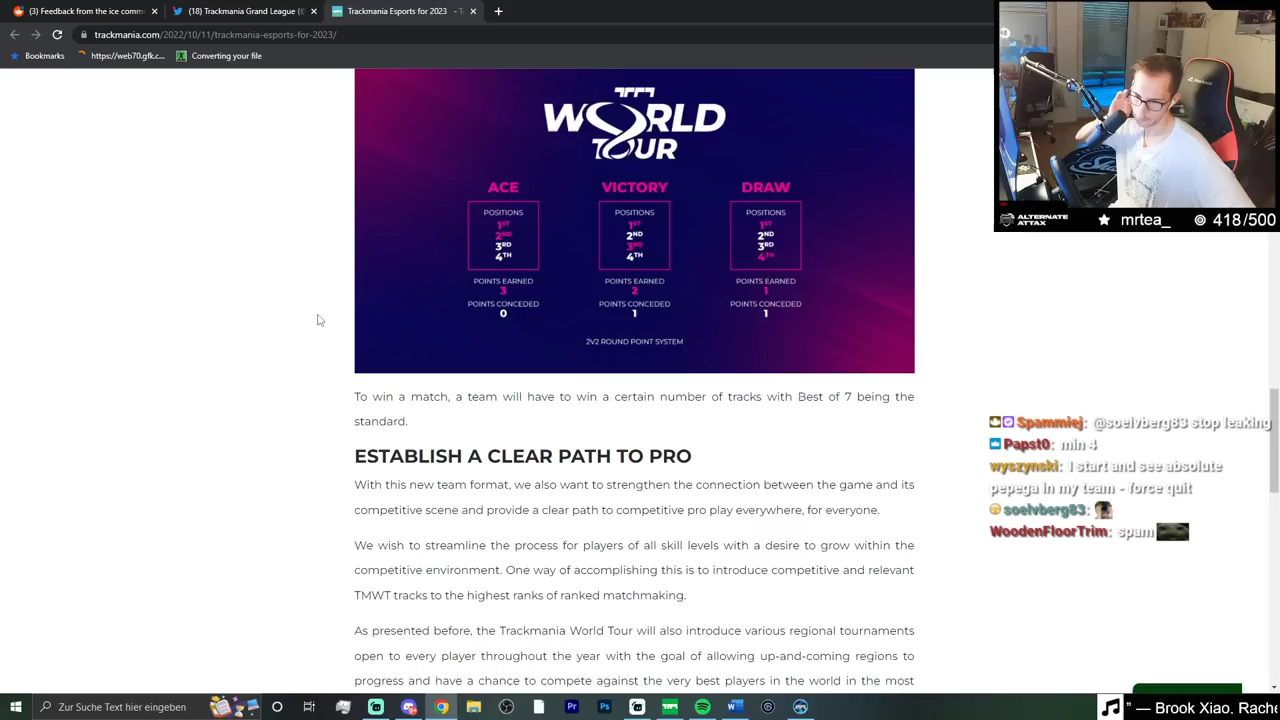 (3) Feedback from the ice comm
(18) Trackmania Grand League
Trackmania Esports for 2023 -
trackmania.com/2022/10/11/trackmania-esports-for-2023/
Bookmarks
https://web70.gfk.c...
Converting your file
WORLD
TOUR
ACE
VICTORY
DRAW
POSITIONS
POSITIONS
POSITIONS
1ST
1ST
1ST
2ND
2ND
2ND
3RD
3RD
3RD
4TH
4TH
4TH
POINTS EARNED
POINTS EARNED
POINTS EARNED
3
2
1
POINTS CONCEDED
POINTS CONCEDED
POINTS CONCEDED
0
1
1
2V2 ROUND POINT SYSTEM
To win a match, a team will have to win a certain number of tracks with Best of 7 being the
standard.
ESTABLISH A CLEAR PATH TO PRO
With this new team format, we also want to strengthen the connection between the game and its
competitive scene and provide a clear path to competitive pro play everywhere, for everyone.
We wish to streamline the process for players of all skill levels with a desire to grow within the
competitive environment. One way of accomplishing this is to introduce competitive and relevant
TMWT tracks to the highest ranks of ranked matchmaking.
As presented before, the Trackmania World Tour will also introduce various regional tournaments
open to every player throughout the year with the goal of allowing up-and-coming regions to
progress and have a chance to compete against the very best players in the world in the most
ALTERNATE
ATTAX
mrtea_
418/500
Spammiej: @soelvberg83 stop leaking
Papst0: min 4
wyszynski: I start and see absolute
pepega in my team - force quit
soelvberg83:
WoodenFloorTrim: spam
Zur Suche Text hier eingeben
" — Brook Xiao, Rache